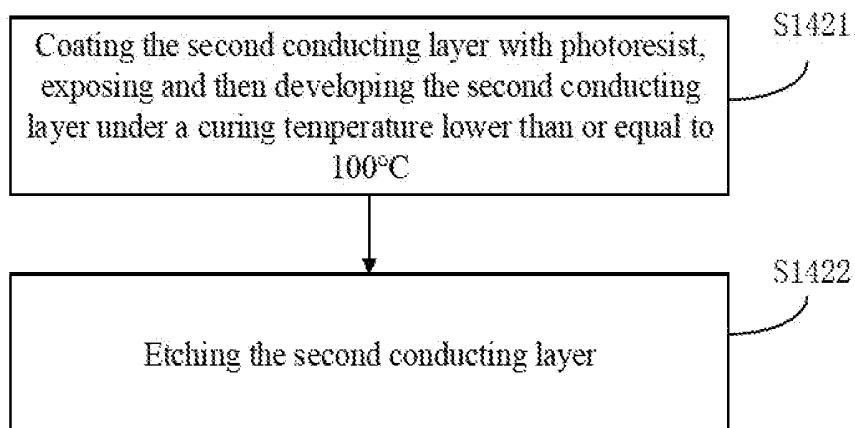 S1421
Coating the second conducting layer with photoresist,
exposing and then developing the second conducting
layer under a curing temperature lower than or equal to
100°C
S1422
Etching the second conducting layer